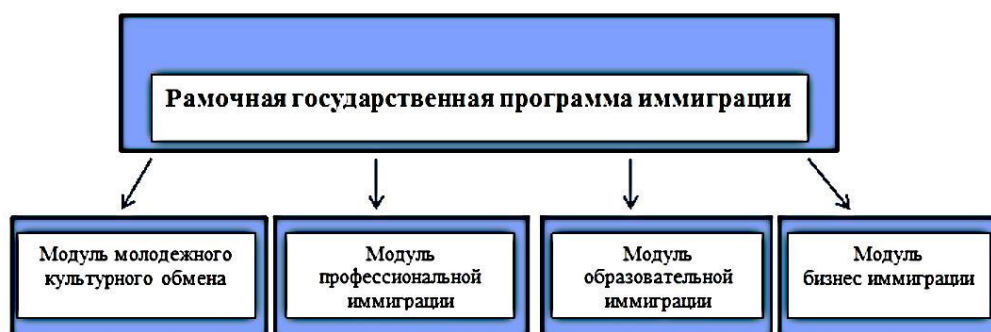 Рамочная государственная программа иммиграции
Модуль молодежного
культурного обмена
Модуль
профессиональной
иммиграции
Модуль
образовательной
иммиграции
Модуль
бизнес иммиграции